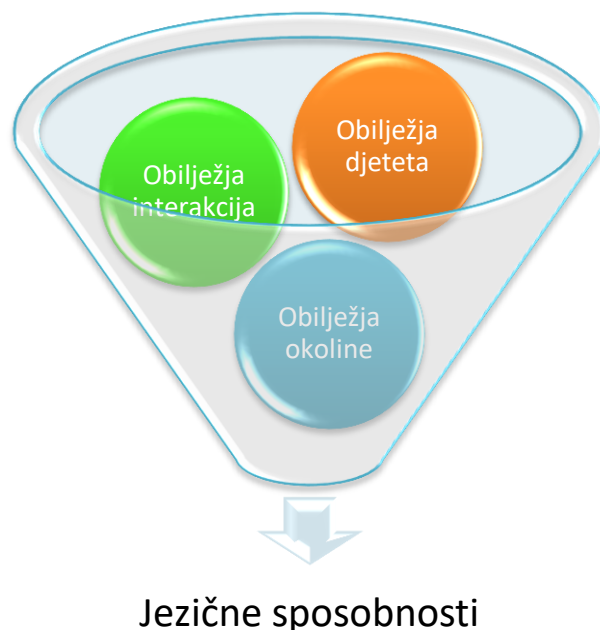 Obilježja
djeteta
Obilježja
interakcija
Obilježja
okoline
Jezične sposobnosti